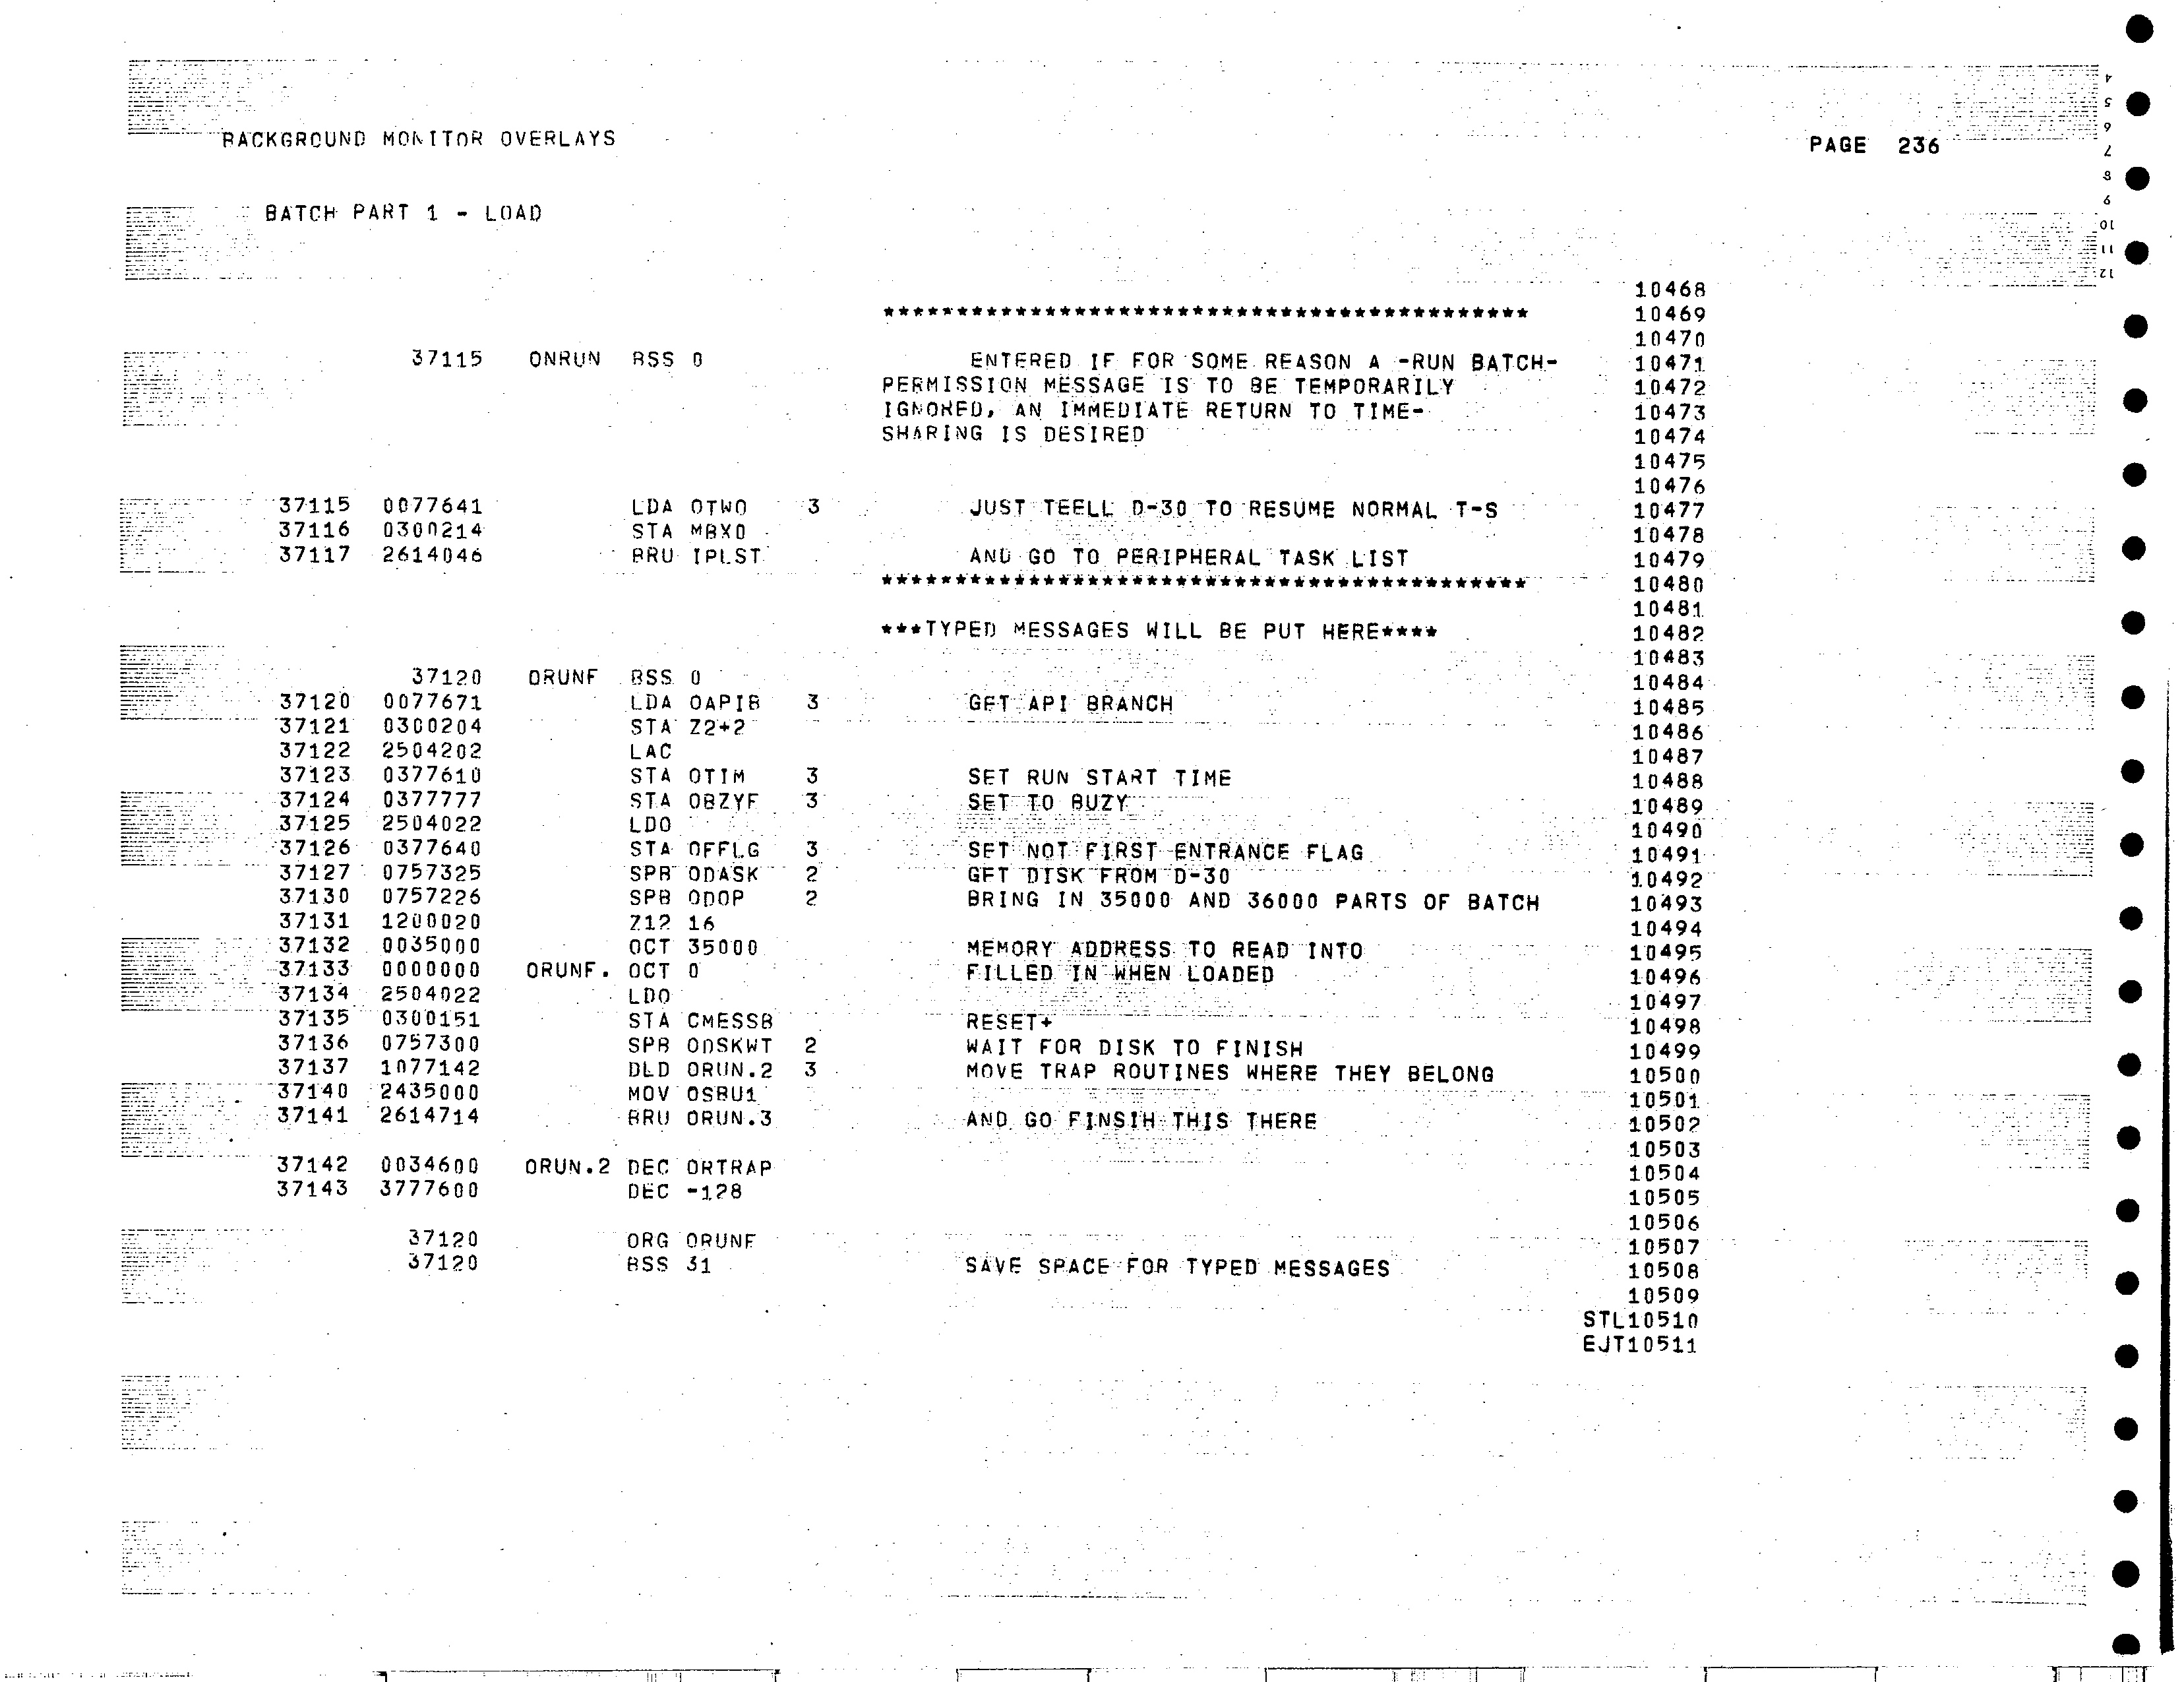 BACKGROUND MONITOR OVERLAYS PAGE 236
BATCH PART 1 - LOAD
10468
******************************************** 10469
10470
37115 ONRUN BSS 0 ENTERED IF FOR SOME REASON A -RUN BATCH- 10471
PERMISSION MESSAGE IS TO BE TEMPORARILY 10472
IGNORED, AN IMMEDIATE RETURN TO TIME- 10473
SHARING IS DESIRED 10474
10475
10476
37115 0077641 LDA OTWO 3 JUST TEELL D-30 TO RESUME NORMAL T-S 10477
37116 0300214 STA MBX0 10478
37117 2614046 BRU IPLST AND GO TO PERIPHERAL TASK LIST 10479
******************************************** 10480
10481
***TYPED MESSAGES WILL BE PUT HERE**** 10482
10483
37120 ORUNF BSS 0 10484
37120 0077671 LDA OAPIB 3 GET API BRANCH 10485
37121 0300204 STA Z2+2 10486
37122 2504202 LAC 10487
37123 0377610 STA OTIM 3 SET RUN START TIME 10488
37124 0377777 STA OBZYF 3 SET TO BUZY 10489
37125 2504022 LDO 10490
37126 0377640 STA OFFLG 3 SET NOT FIRST ENTRANCE FLAG 10491
37127 0757325 SPB ODASK 2 GET DISK FROM D-30 10492
37130 0757226 SPB ODOP 2 BRING IN 35000 AND 36000 PARTS OF BATCH 10493
37131 1200020 Z12 16 10494
37132 0035000 OCT 35000 MEMORY ADDRESS TO READ INTO 10495
37133 0000000 ORUNF. OCT 0 FILLED IN WHEN LOADED 10496
37134 2504022 LDO 10497
37135 0300151 STA CMESSB RESET+ 10498
37136 0757300 SPB ODSKWT 2 WAIT FOR DISK TO FINISH 10499
37137 1077142 DLD ORUN.2 3 MOVE TRAP ROUTINES WHERE THEY BELONG 10500
37140 2435000 MOV OSBU1 10501
37141 2614714 BRU ORUN.3 AND GO FINSIH THIS THERE 10502
10503
37142 0034600 ORUN.2 DEC ORTRAP 10504
37143 3777600 DEC -128 10505
10506
37120 ORG ORUNF 10507
37120 BSS 31 SAVE SPACE FOR TYPED MESSAGES 10508
10509
STL10510
EJT10511
4
5
6
7
8
9
10
11
12